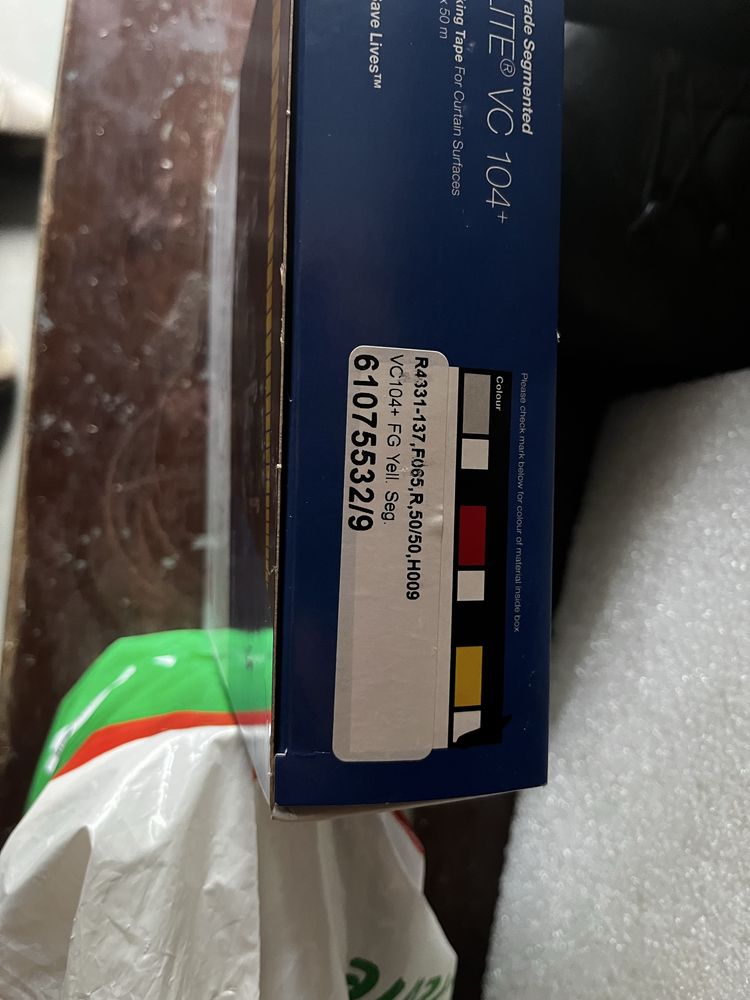 rade Segmented
LITE® VC 104+
king Tape For Curtain Surfaces
x 50 m
ave Lives™
Please check mark below for colour of material inside box
Colour
R4331-137,F065,R,50/50,H009
VC104+ FG Yell. Seg.
61075532/9